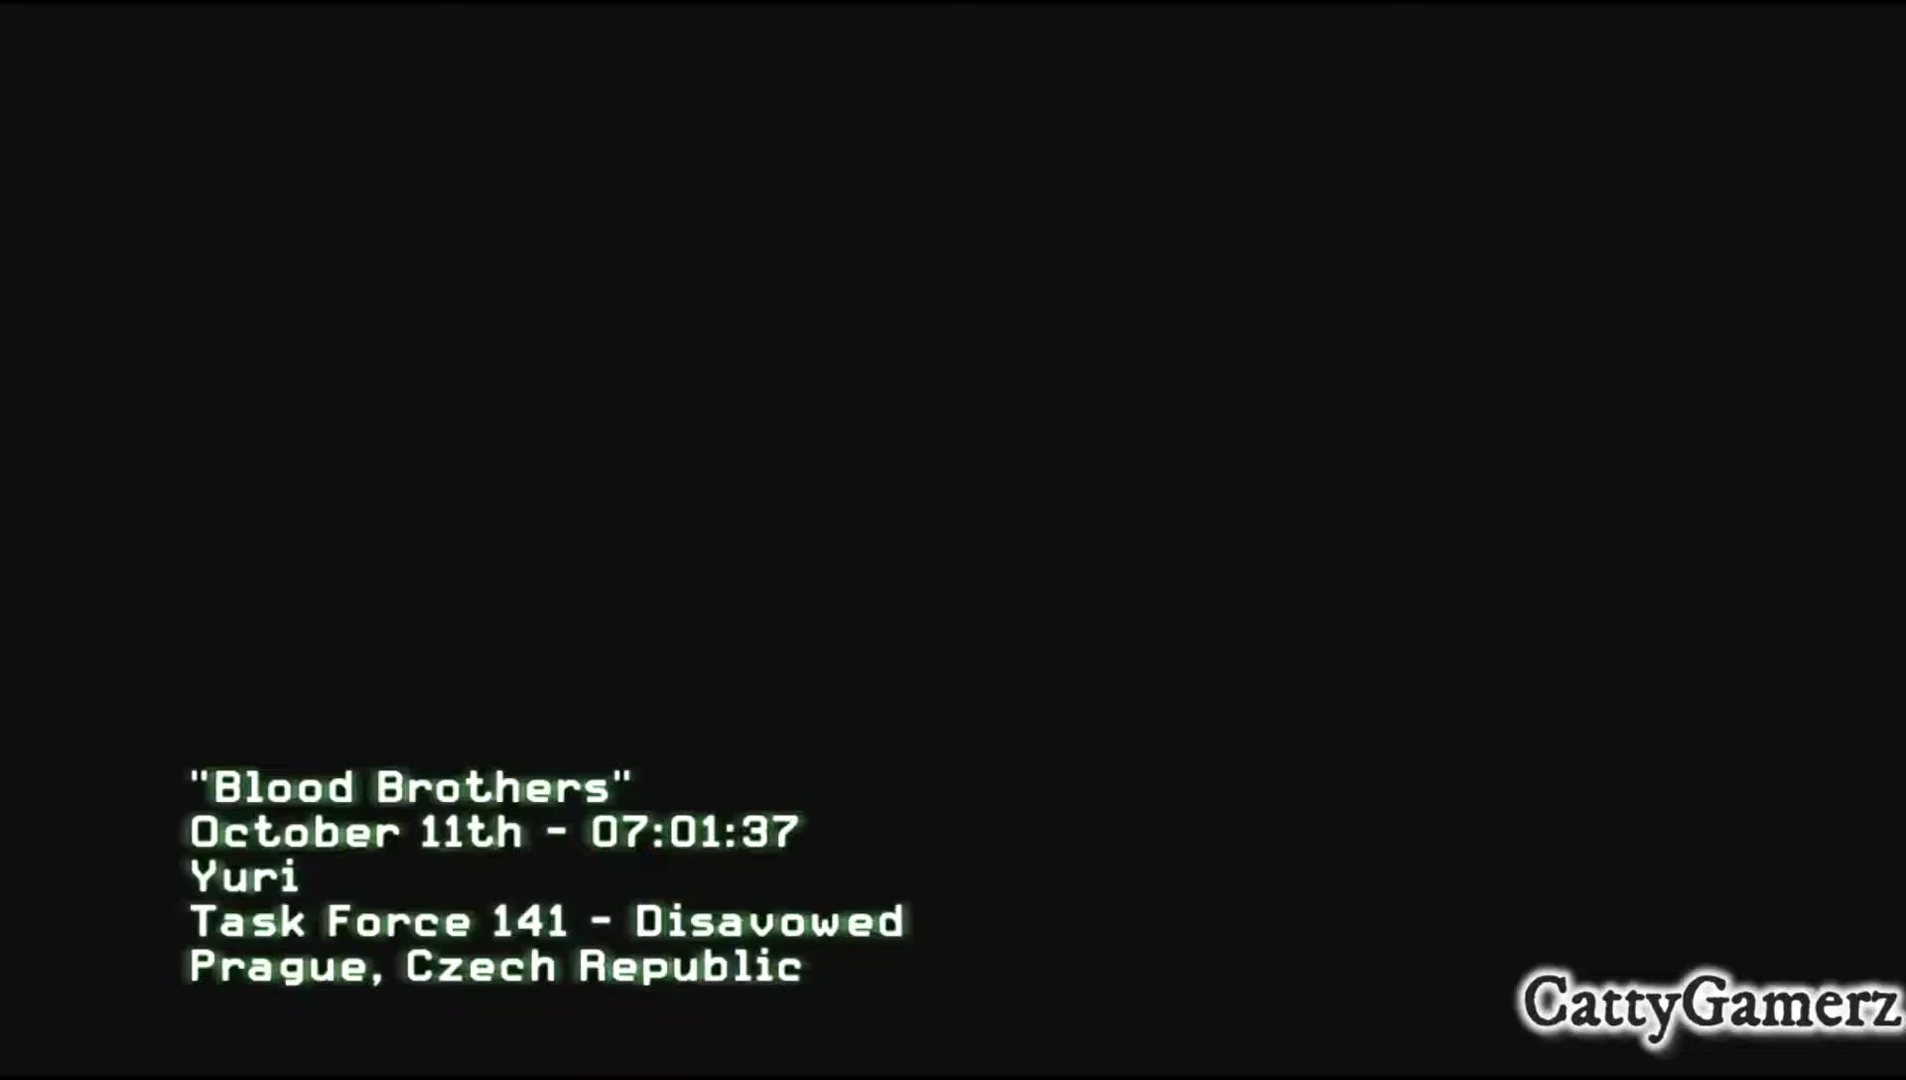 "Blood Brothers"
October 11th - 07:01:37
Yuri
Task Force 141 - Disavowed
Prague, Czech Republic
CattyGamerz